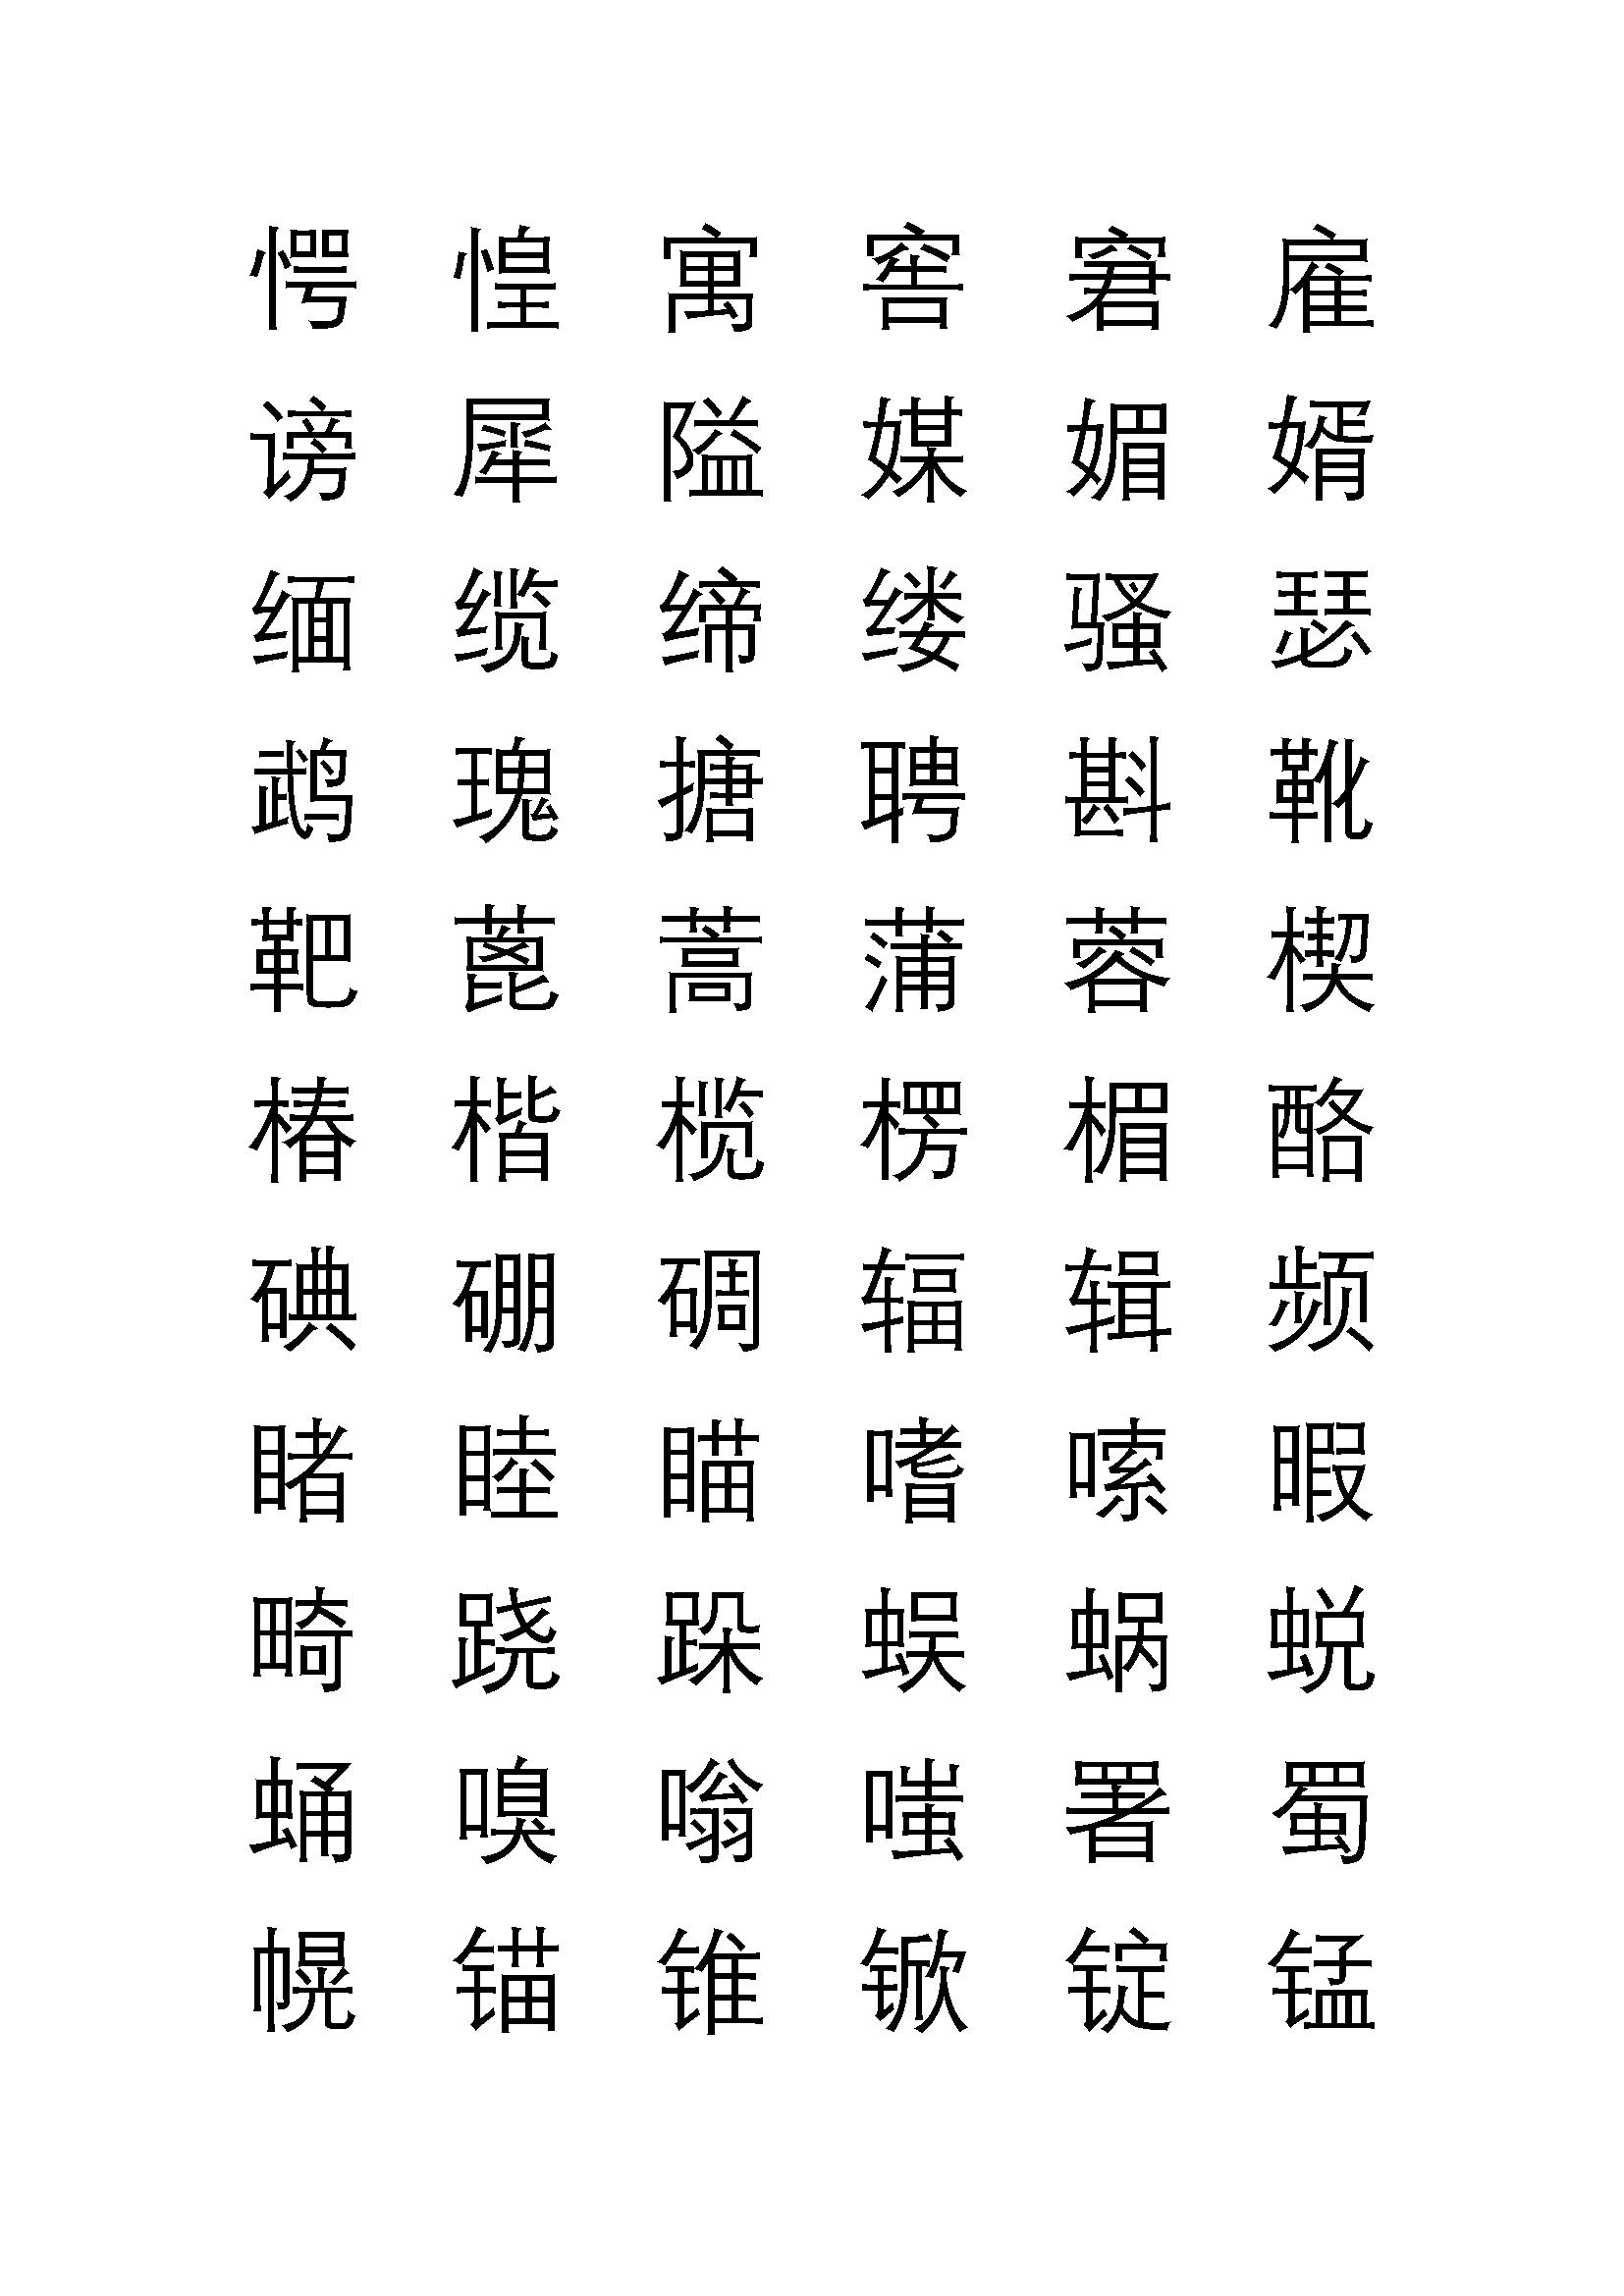 愕 惶 寓 窖 窘 雇
谤 犀 隘 媒 媚 婿
缅 缆 缔 缕 骚 瑟
鹉 瑰 搪 聘 斟 靴
靶 蓖 蒿 蒲 蓉 楔
椿 楷 榄 楞 楣 酪
碘 硼 碉 辐 辑 频
睹 睦 瞄 嗜 嗦 暇
畸 跷 跺 蜈 蜗 蜕
蛹 嗅 嗡 嗤 署 蜀
幌 锚 锥 锨 锭 锰